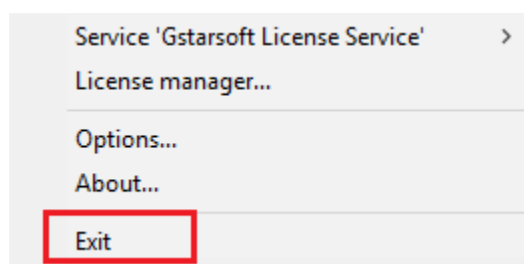 Service 'Gstarsoft License Service'
License manager...
Options...
About...
Exit